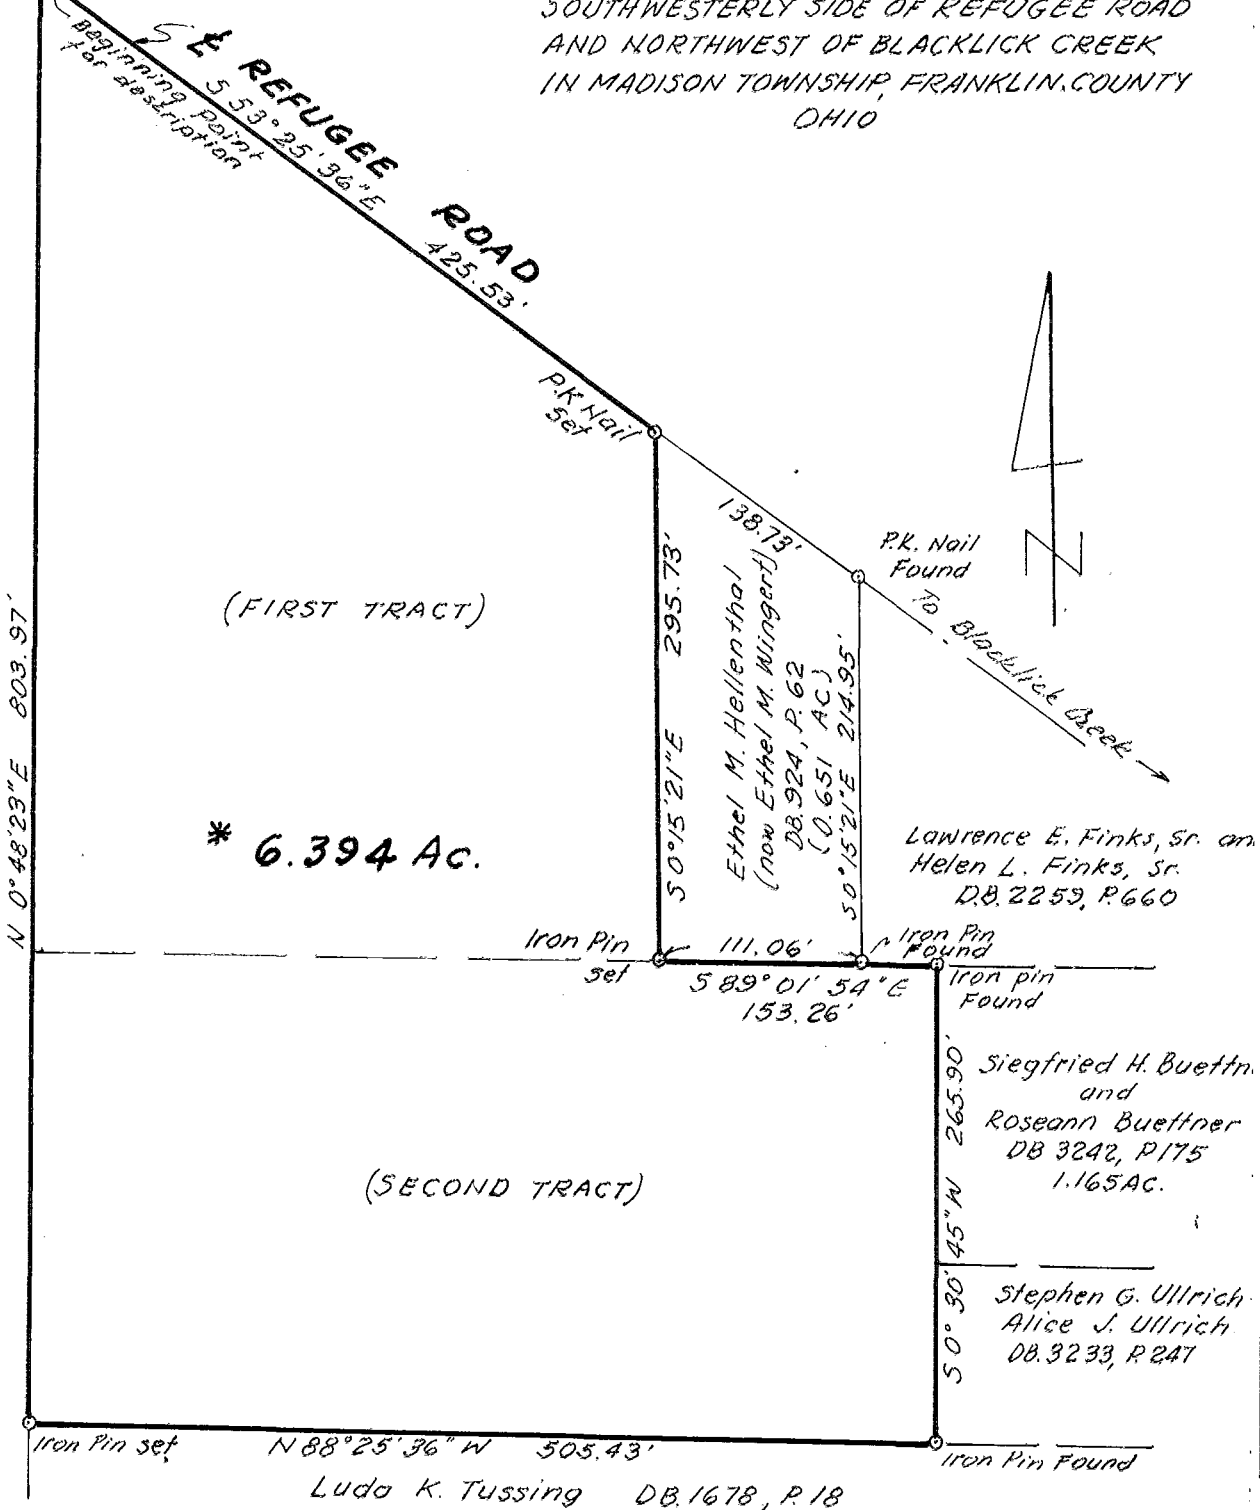 SOUTHWESTERLY SIDE OF REFUGEE ROAD
AND NORTHWEST OF BLACKLICK CREEK
IN MADISON TOWNSHIP, FRANKLIN COUNTY
OHIO
Beginning Point
for description
℄ REFUGEE ROAD
S 53°25'36"E 425.53'
P.K Nail
Set
138.73'
P.K. Nail
Found
To Blacklick Creek
N
N 0°48'23"E 803.97'
(FIRST TRACT)
* 6.394 Ac.
S 0°15'21"E 295.73'
Ethel M. Hellenthal
(now Ethel M. Wingert)
DB. 924, P. 62
(0.651 AC)
S 0°15'21"E 214.95'
Lawrence E. Finks, Sr. an
Helen L. Finks, Sr.
D.B. 2259, P. 660
Iron Pin
set
111.06'
Iron Pin
Found
S 89°01'54"E
153.26'
Iron pin
Found
S 0°30'45"W 265.90'
Siegfried H. Buettn
and
Roseann Buettner
DB 3242, P175
1.165AC.
(SECOND TRACT)
Stephen G. Ullrich
Alice J. Ullrich
DB. 3233, P. 247
Iron Pin set
N 88°25'36"W 505.43'
Iron Pin Found
Luda K. Tussing DB. 1678, P. 18